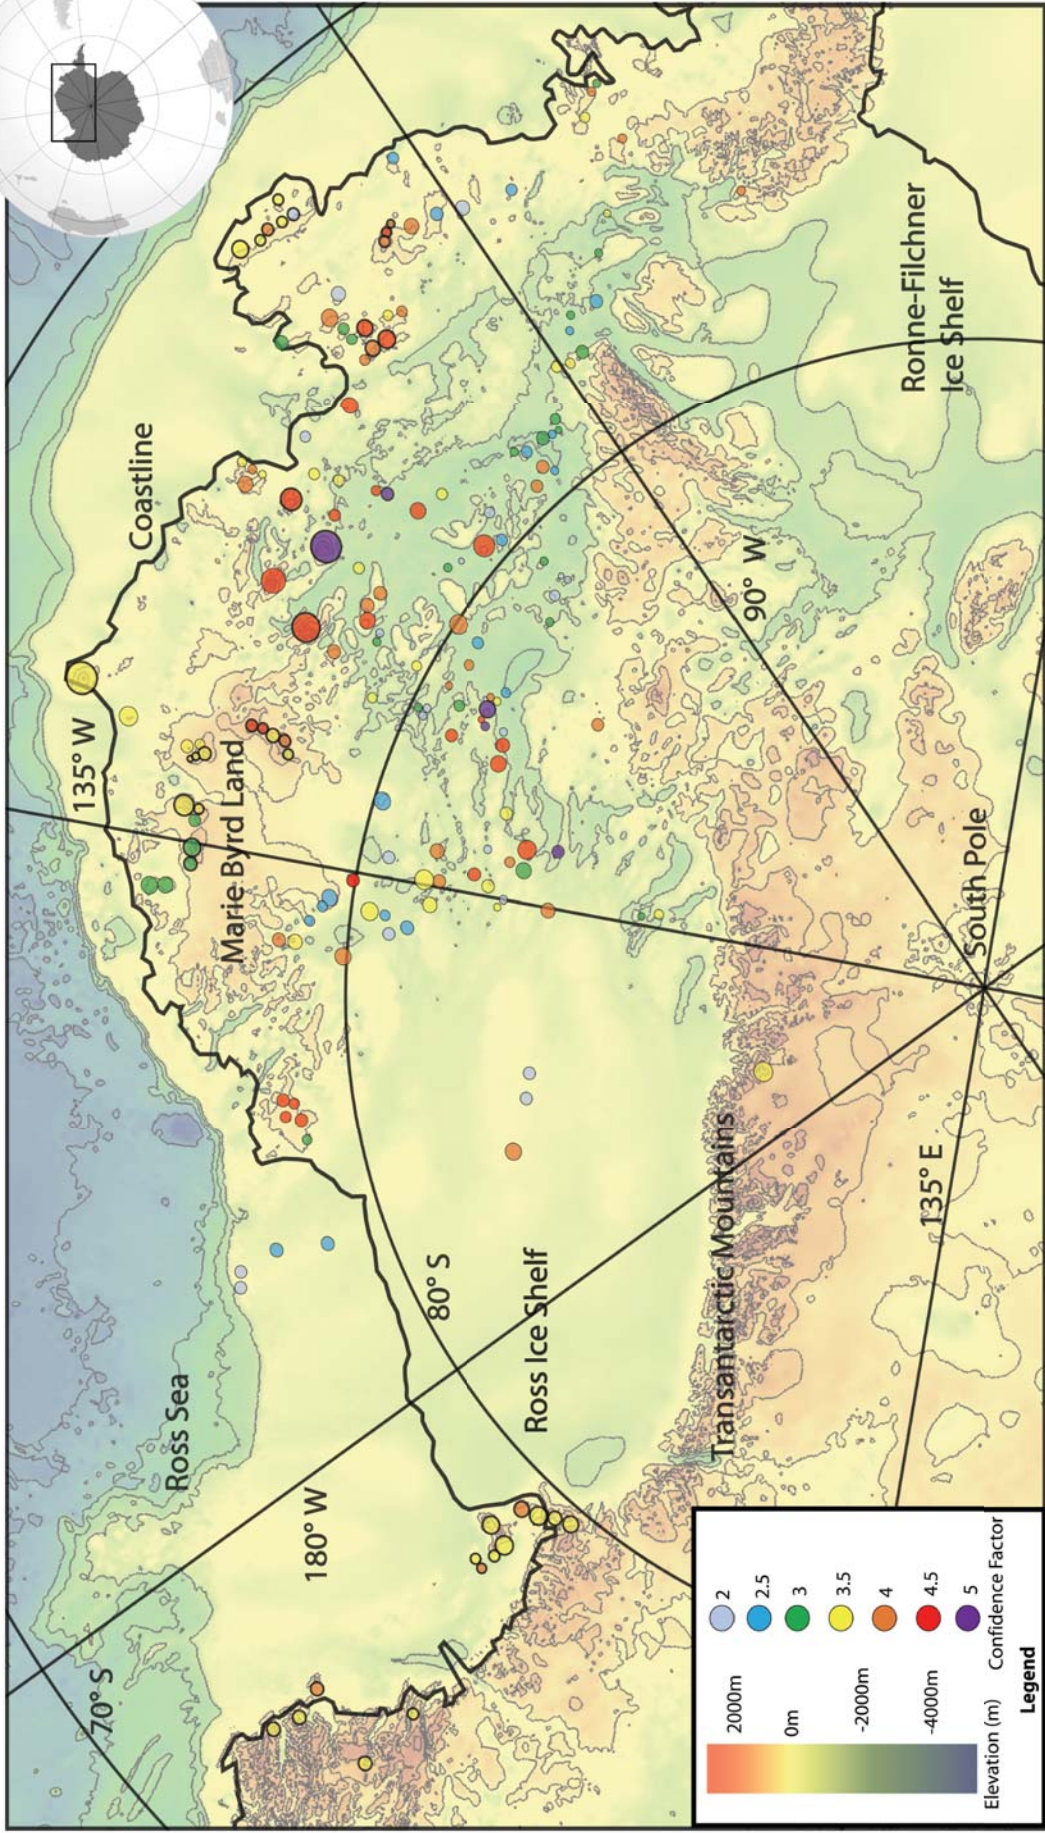 70° S
Ross Sea
180° W
80° S
Ross Ice Shelf
Transantarctic Mountains
135° E
135° W
Marie Byrd Land
Coastline
90° W
South Pole
Ronne-Filchner
Ice Shelf
2000m
0m
-2000m
-4000m
Elevation (m)
2
2.5
3
3.5
4
4.5
5
Confidence Factor
Legend